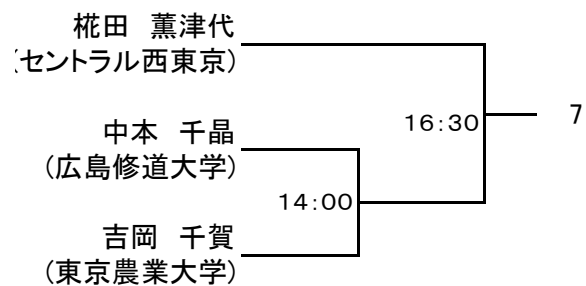 椛田　薫津代
(セントラル西東京)
16:30
7
中本　千晶
(広島修道大学)
14:00
吉岡　千賀
(東京農業大学)